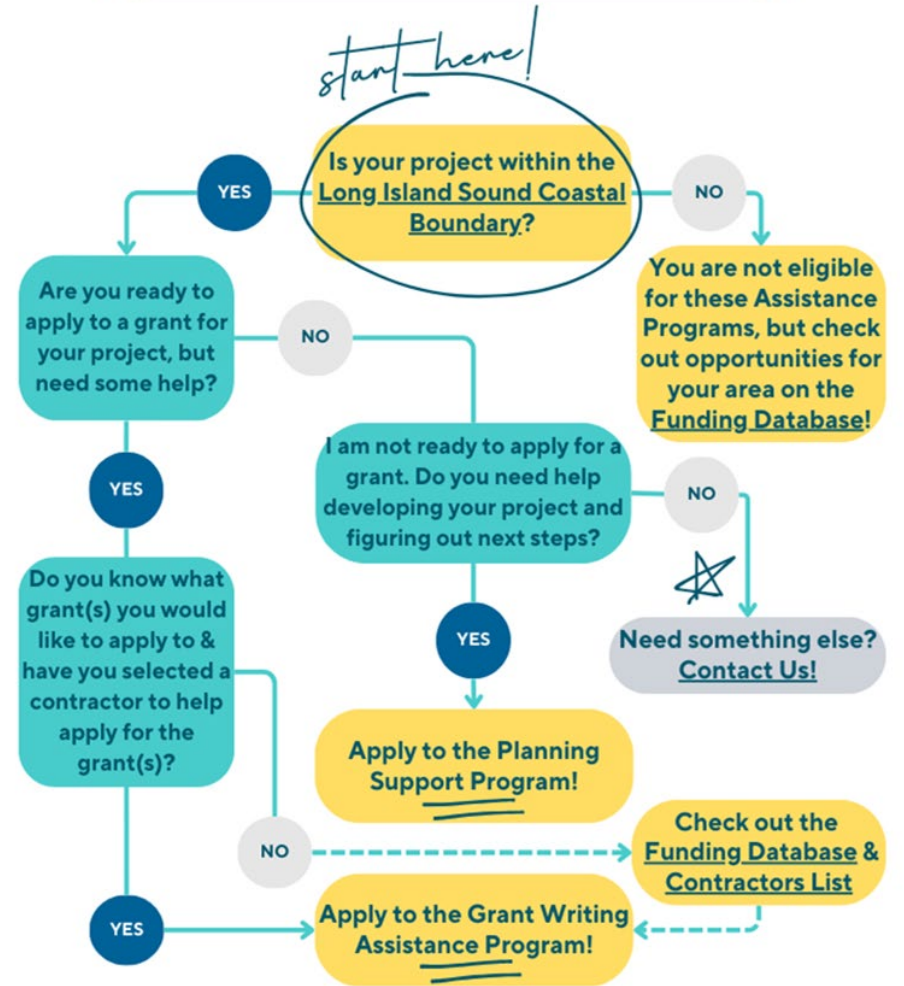 start here!
Is your project within the
Long Island Sound Coastal
Boundary?
YES
NO
You are not eligible
for these Assistance
Programs, but check
out opportunities for
your area on the
Funding Database!
Are you ready to
apply to a grant for
your project, but
need some help?
NO
I am not ready to apply for a
grant. Do you need help
developing your project and
figuring out next steps?
NO
YES
Do you know what
grant(s) you would
like to apply to &
have you selected a
contractor to help
apply for the
grant(s)?
YES
Need something else?
Contact Us!
Apply to the Planning
Support Program!
NO
Check out the
Funding Database &
Contractors List
YES
Apply to the Grant Writing
Assistance Program!